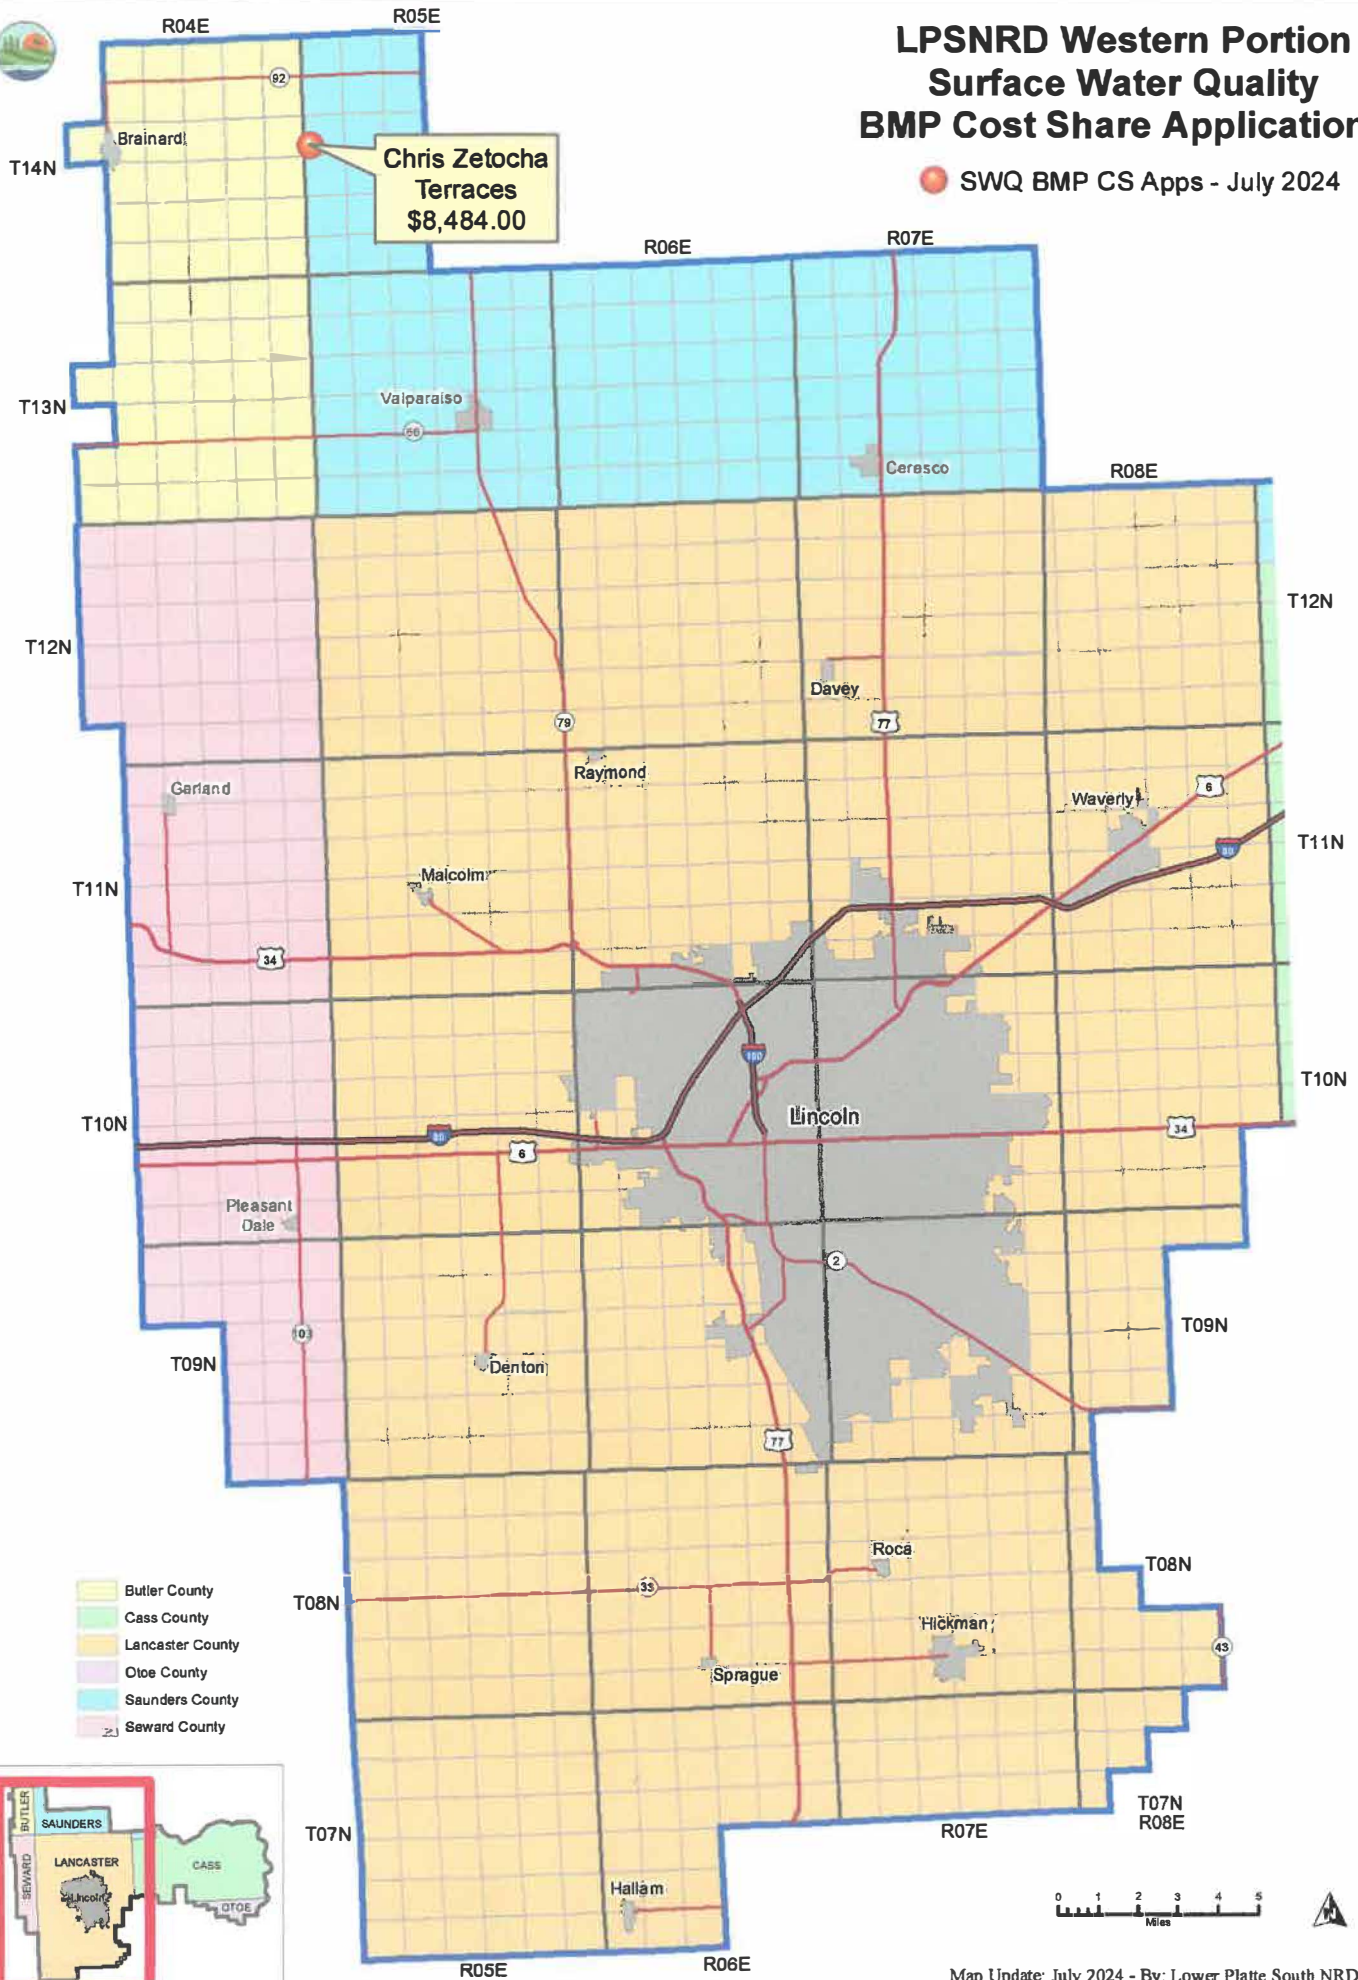 R04E
R05E
LPSNRD Western Portion
Surface Water Quality
BMP Cost Share Application
SWQ BMP CS Apps - July 2024
92
Brainard
T14N
Chris Zetocha
Terraces
$8,484.00
R06E
R07E
T13N
Valparaiso
66
Ceresco
R08E
T12N
T12N
Davey
79
77
Raymond
Garland
Waverly
6
80
T11N
Malcolm
T11N
34
180
T10N
Lincoln
T10N
34
80
6
Pleasant
Dale
2
103
T09N
T09N
Denton
77
Roca
T08N
Butler County
Cass County
Lancaster County
Otoe County
Saunders County
Seward County
T08N
33
Hickman
43
Sprague
T07N
T07N
R08E
R07E
BUTLER
SAUNDERS
SEWARD
LANCASTER
CASS
Lincoln
OTOE
Hallam
0 1 2 3 4 5
Miles
N
R05E
R06E
Map Update: July 2024 - By: Lower Platte South NRD